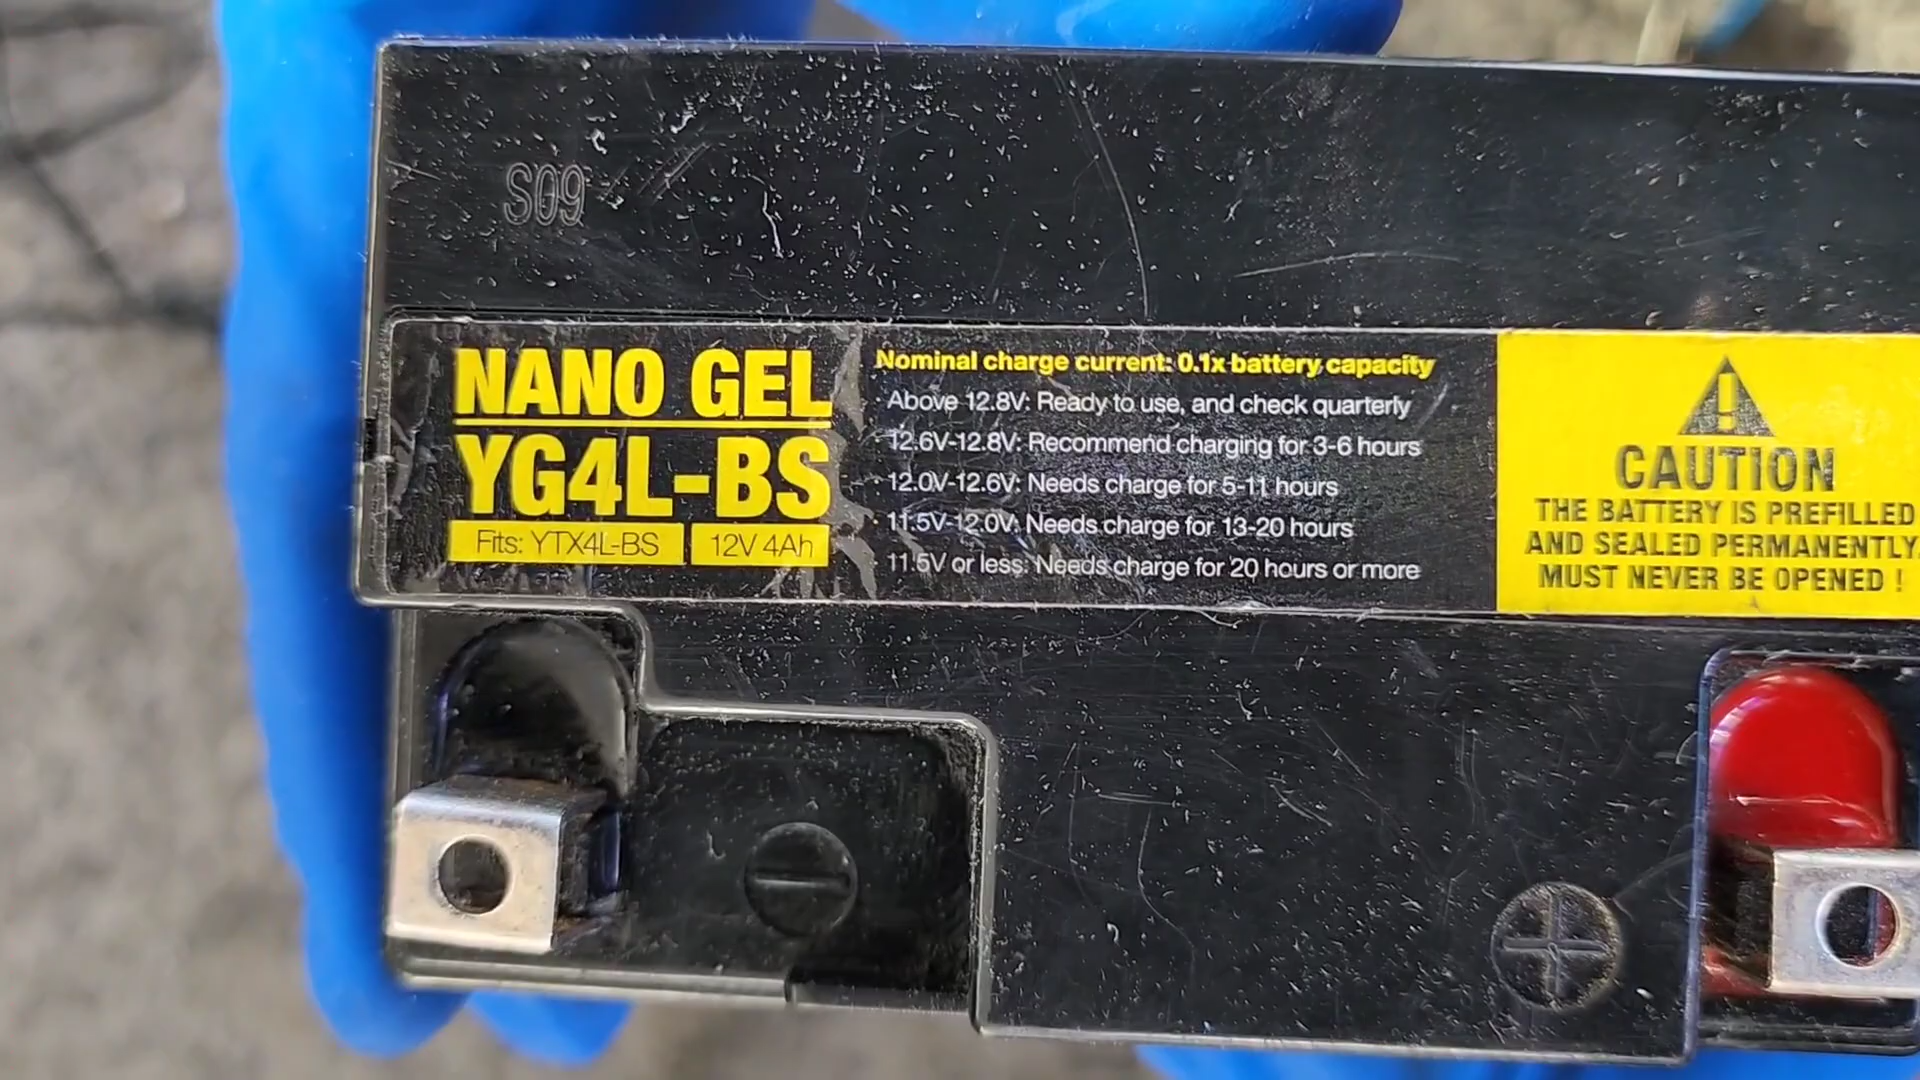 S09
NANO GEL
YG4L-BS
Fits: YTX4L-BS
12V 4Ah
Nominal charge current: 0.1x battery capacity
Above 12.8V: Ready to use, and check quarterly
12.6V-12.8V: Recommend charging for 3-6 hours
12.0V-12.6V: Needs charge for 5-11 hours
11.5V-12.0V: Needs charge for 13-20 hours
11.5V or less: Needs charge for 20 hours or more
CAUTION
THE BATTERY IS PREFILLED
AND SEALED PERMANENTLY
MUST NEVER BE OPENED !